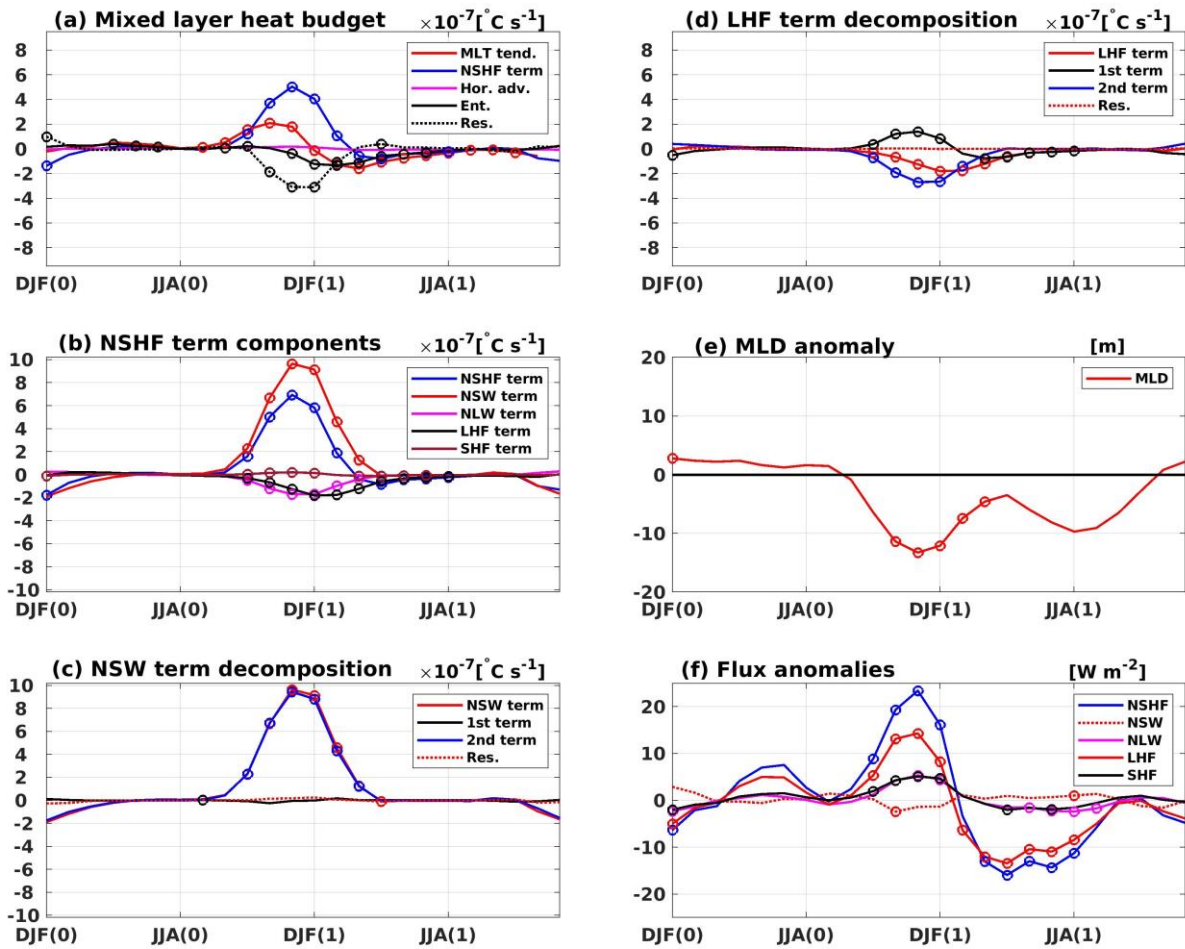 (a) Mixed layer heat budget ×10⁻⁷[°C s⁻¹]
8
6
4
2
0
-2
-4
-6
-8
MLT tend.
NSHF term
Hor. adv.
Ent.
Res.
DJF(0) JJA(0) DJF(1) JJA(1)
(d) LHF term decomposition ×10⁻⁷[°C s⁻¹]
8
6
4
2
0
-2
-4
-6
-8
LHF term
1st term
2nd term
Res.
DJF(0) JJA(0) DJF(1) JJA(1)
(b) NSHF term components ×10⁻⁷[°C s⁻¹]
10
8
6
4
2
0
-2
-4
-6
-8
-10
NSHF term
NSW term
NLW term
LHF term
SHF term
DJF(0) JJA(0) DJF(1) JJA(1)
(e) MLD anomaly [m]
20
10
0
-10
-20
MLD
DJF(0) JJA(0) DJF(1) JJA(1)
(c) NSW term decomposition ×10⁻⁷[°C s⁻¹]
10
8
6
4
2
0
-2
-4
-6
-8
-10
NSW term
1st term
2nd term
Res.
DJF(0) JJA(0) DJF(1) JJA(1)
(f) Flux anomalies [W m⁻²]
20
10
0
-10
-20
NSHF
NSW
NLW
LHF
SHF
DJF(0) JJA(0) DJF(1) JJA(1)